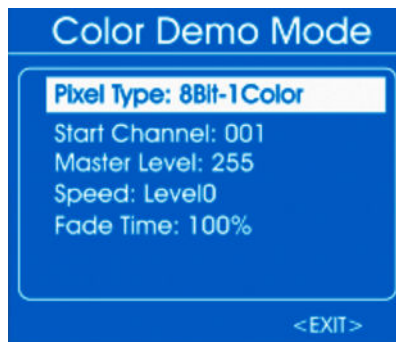 Color Demo Mode
Pixel Type: 8Bit-1Color
Start Channel: 001
Master Level: 255
Speed: Level0
Fade Time: 100%
<EXIT>